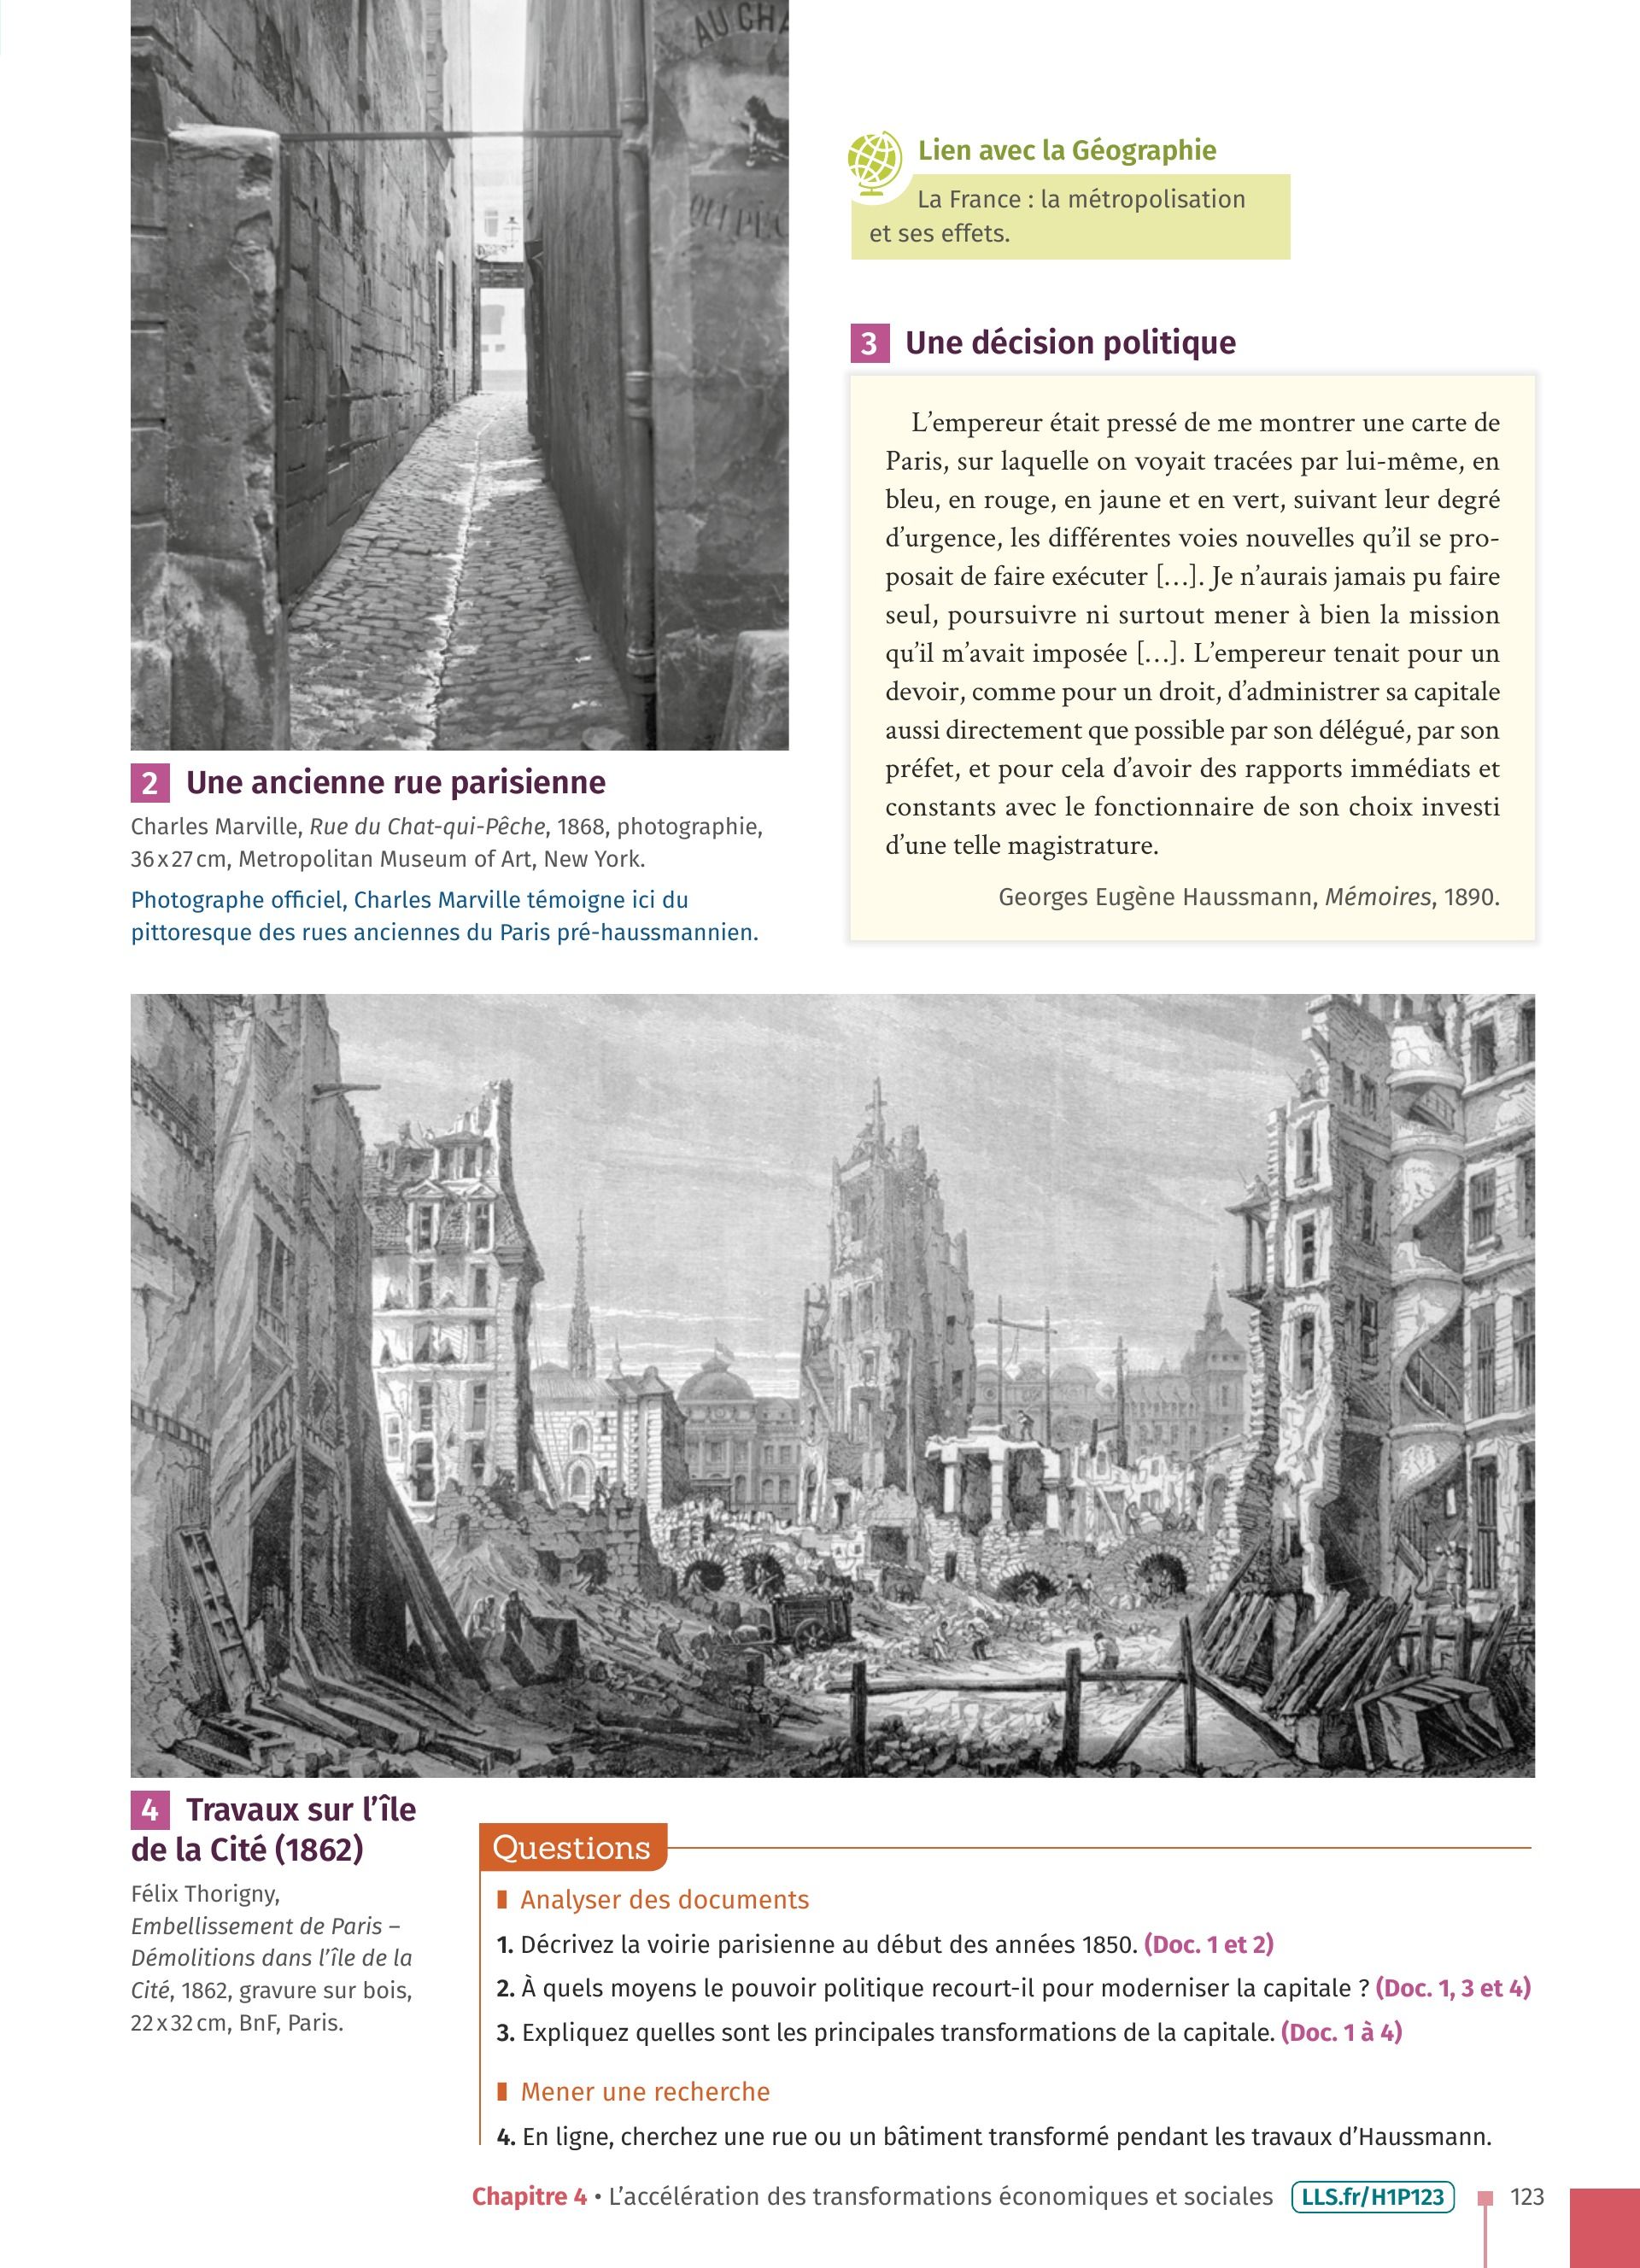 AU CHA
QUI PÊC
Lien avec la Géographie
La France : la métropolisation
et ses effets.
3 Une décision politique
L’empereur était pressé de me montrer une carte de
Paris, sur laquelle on voyait tracées par lui-même, en
bleu, en rouge, en jaune et en vert, suivant leur degré
d’urgence, les différentes voies nouvelles qu’il se pro-
posait de faire exécuter […]. Je n’aurais jamais pu faire
seul, poursuivre ni surtout mener à bien la mission
qu’il m’avait imposée […]. L’empereur tenait pour un
devoir, comme pour un droit, d’administrer sa capitale
aussi directement que possible par son délégué, par son
préfet, et pour cela d’avoir des rapports immédiats et
constants avec le fonctionnaire de son choix investi
d’une telle magistrature.
Georges Eugène Haussmann, Mémoires, 1890.
2 Une ancienne rue parisienne
Charles Marville, Rue du Chat-qui-Pêche, 1868, photographie,
36 x 27 cm, Metropolitan Museum of Art, New York.
Photographe officiel, Charles Marville témoigne ici du
pittoresque des rues anciennes du Paris pré-haussmannien.
4 Travaux sur l’île
de la Cité (1862)
Félix Thorigny,
Embellissement de Paris –
Démolitions dans l’île de la
Cité, 1862, gravure sur bois,
22 x 32 cm, BnF, Paris.
Questions
Analyser des documents
1. Décrivez la voirie parisienne au début des années 1850. (Doc. 1 et 2)
2. À quels moyens le pouvoir politique recourt-il pour moderniser la capitale ? (Doc. 1, 3 et 4)
3. Expliquez quelles sont les principales transformations de la capitale. (Doc. 1 à 4)
Mener une recherche
4. En ligne, cherchez une rue ou un bâtiment transformé pendant les travaux d’Haussmann.
Chapitre 4 • L’accélération des transformations économiques et sociales LLS.fr/H1P123 123